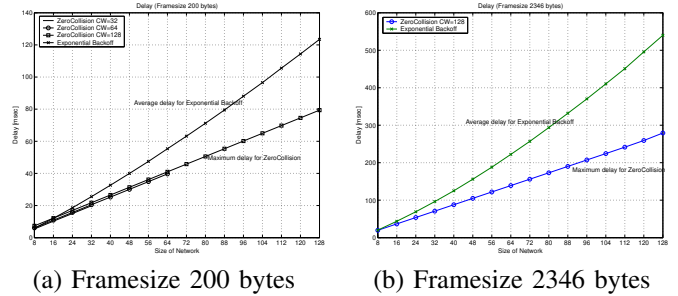 Delay (Framesize 200 bytes)
140
ZeroCollision CW=32
ZeroCollision CW=64
ZeroCollision CW=128
Exponential Backoff
120
100
Average delay for Exponential Backoff
80
Delay [msec]
60
Maximum delay for ZeroCollision
40
20
0
8 16 24 32 40 48 56 64 72 80 88 96 104 112 120 128
Size of Network
(a) Framesize 200 bytes
Delay (Framesize 2346 bytes)
600
ZeroCollision CW=128
Exponential Backoff
500
400
Average delay for Exponential Backoff
300
Delay [msec]
200
Maximum delay for ZeroCollision
100
0
8 16 24 32 40 48 56 64 72 80 88 96 104 112 120 128
Size of Network
(b) Framesize 2346 bytes